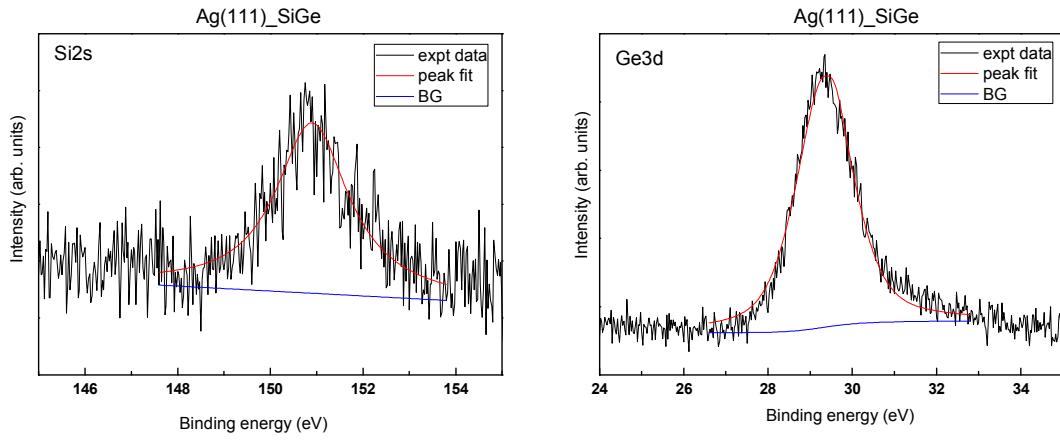 Ag(111)_SiGe
Si2s
expt data
peak fit
BG
Intensity (arb. units)
146 148 150 152 154
Binding energy (eV)
Ag(111)_SiGe
Ge3d
expt data
peak fit
BG
Intensity (arb. units)
24 26 28 30 32 34
Binding energy (eV)